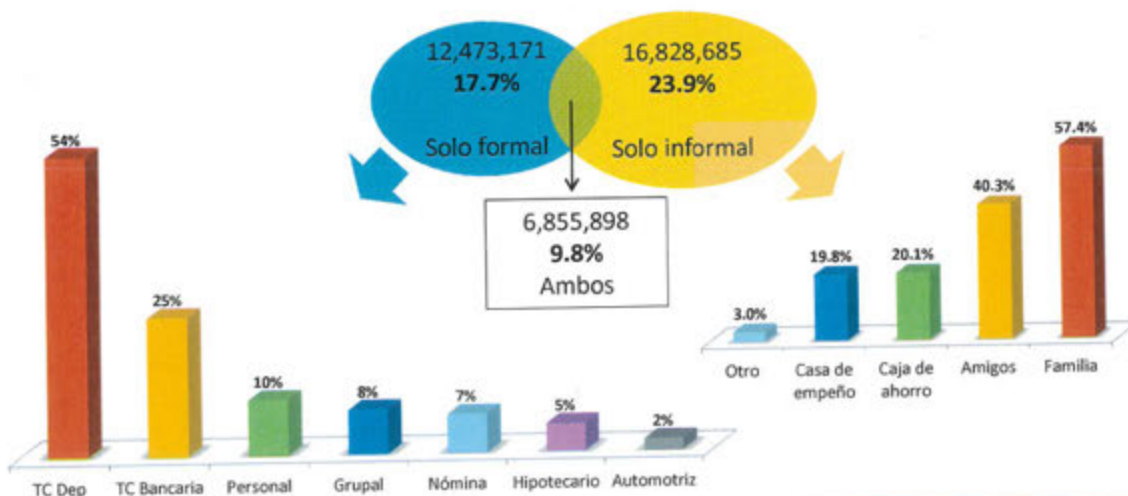 12,473,171
17.7%
Solo formal
16,828,685
23.9%
Solo informal
6,855,898
9.8%
Ambos
54%
25%
10%
8%
7%
5%
2%
TC Dep
TC Bancaria
Personal
Grupal
Nómina
Hipotecario
Automotriz
3.0%
19.8%
20.1%
40.3%
57.4%
Otro
Casa de
empeño
Caja de
ahorro
Amigos
Familia